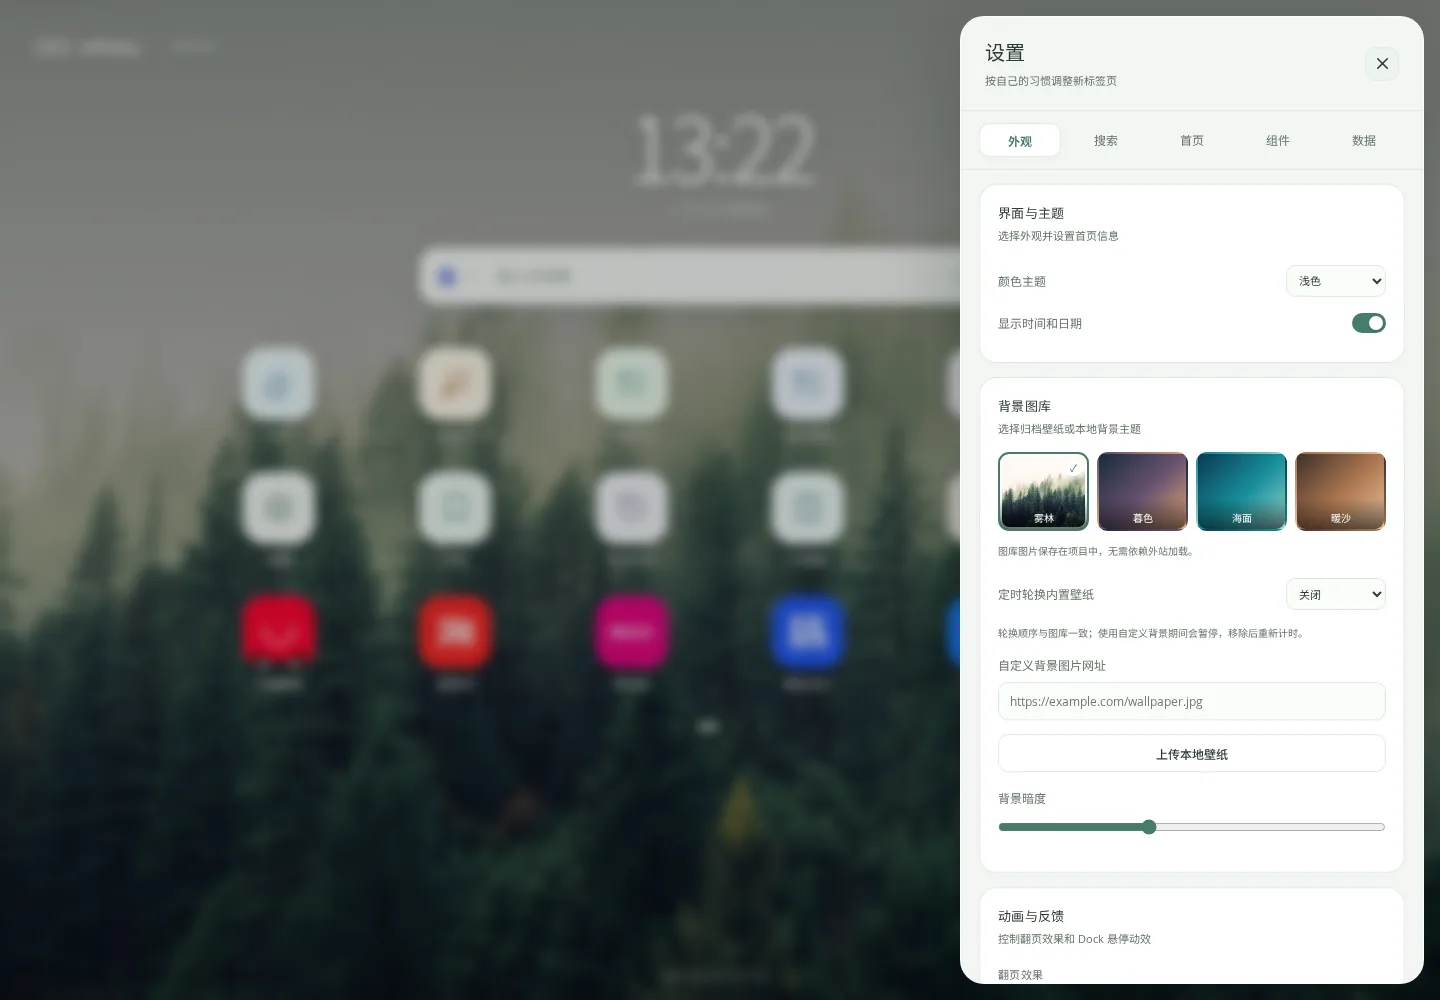 13:22
设置
按自己的习惯调整新标签页
外观 搜索 首页 组件 数据
界面与主题
选择外观并设置首页信息
颜色主题 浅色
显示时间和日期
背景图库
选择归档壁纸或本地背景主题
雾林 暮色 海面 暖沙
图库图片保存在项目中，无需依赖外站加载。
定时轮换内置壁纸 关闭
轮换顺序与图库一致；使用自定义背景期间会暂停，移除后重新计时。
自定义背景图片网址
https://example.com/wallpaper.jpg
上传本地壁纸
背景暗度
动画与反馈
控制翻页效果和 Dock 悬停动效
翻页效果